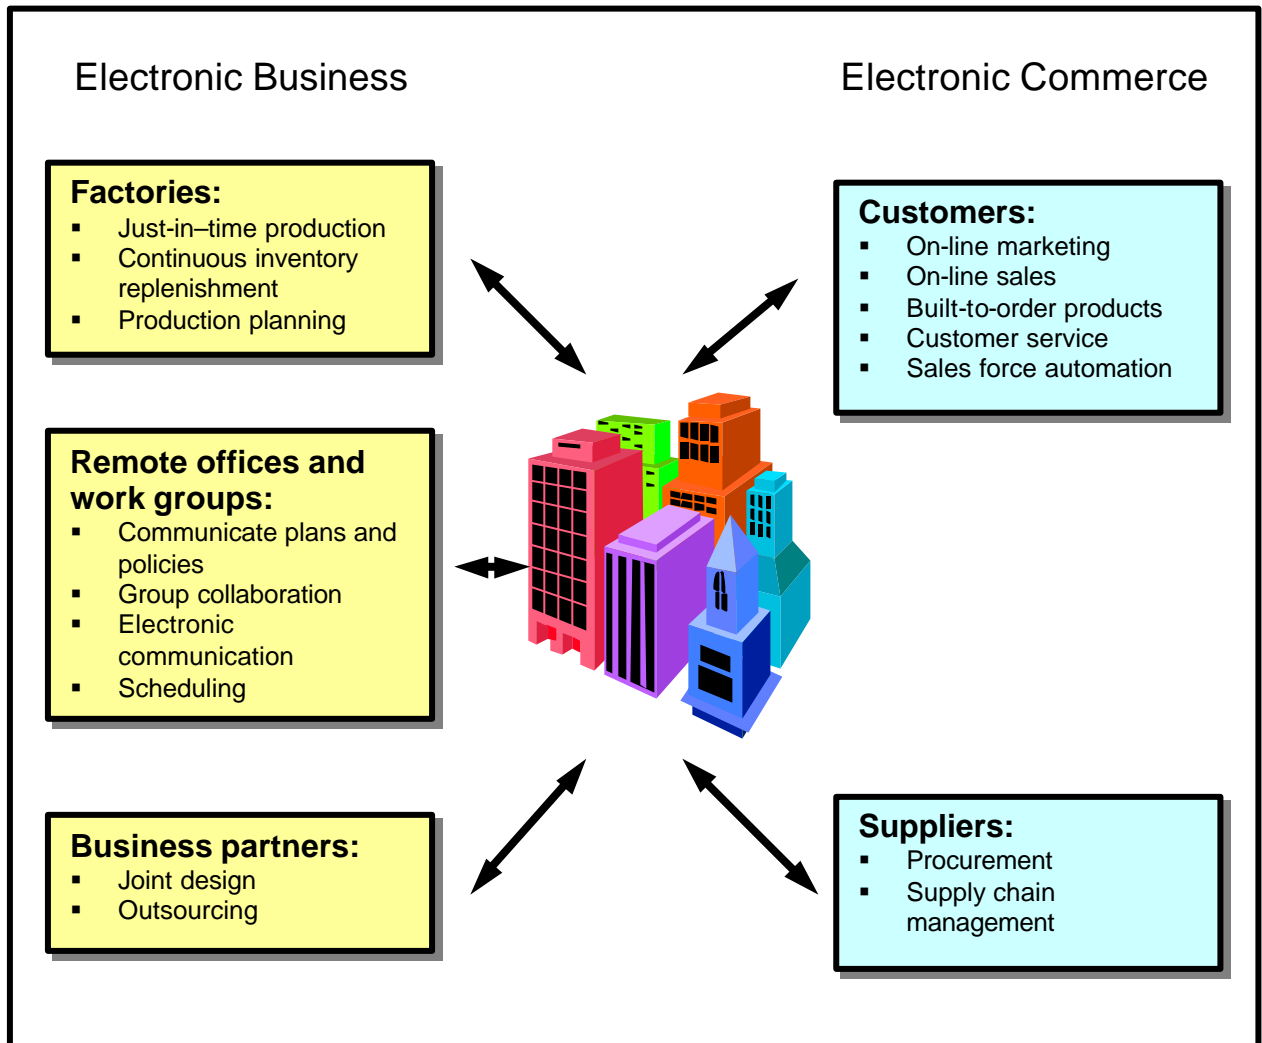 Electronic Business
Electronic Commerce
Factories:
▪ Just-in–time production
▪ Continuous inventory
replenishment
▪ Production planning
Remote offices and
work groups:
▪ Communicate plans and
policies
▪ Group collaboration
▪ Electronic
communication
▪ Scheduling
Business partners:
▪ Joint design
▪ Outsourcing
Customers:
▪ On-line marketing
▪ On-line sales
▪ Built-to-order products
▪ Customer service
▪ Sales force automation
Suppliers:
▪ Procurement
▪ Supply chain
management